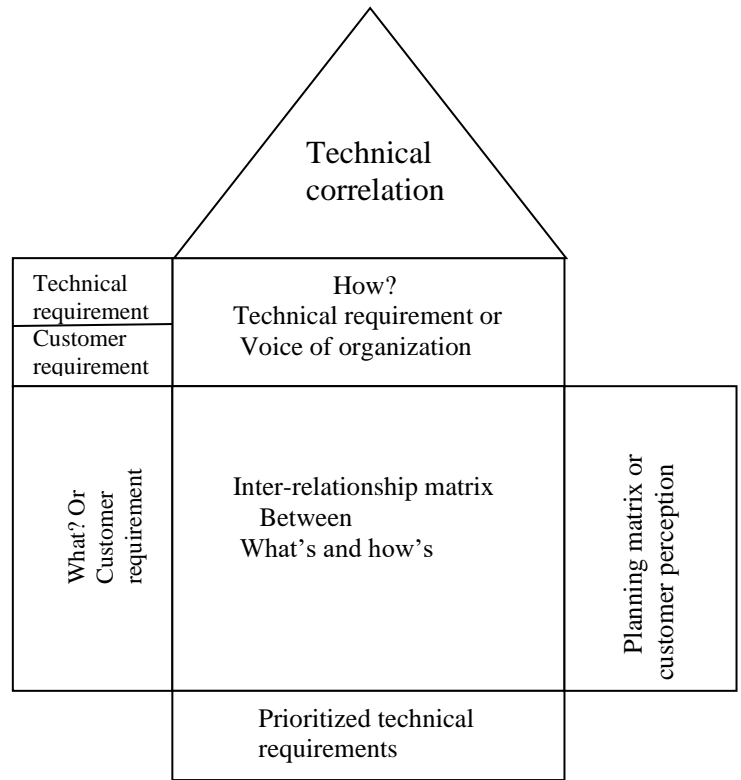 Technical
correlation
Technical
requirement
Customer
requirement
How?
Technical requirement or
Voice of organization
What? Or
Customer
requirement
Inter-relationship matrix
Between
What's and how's
Planning matrix or
customer perception
Prioritized technical
requirements